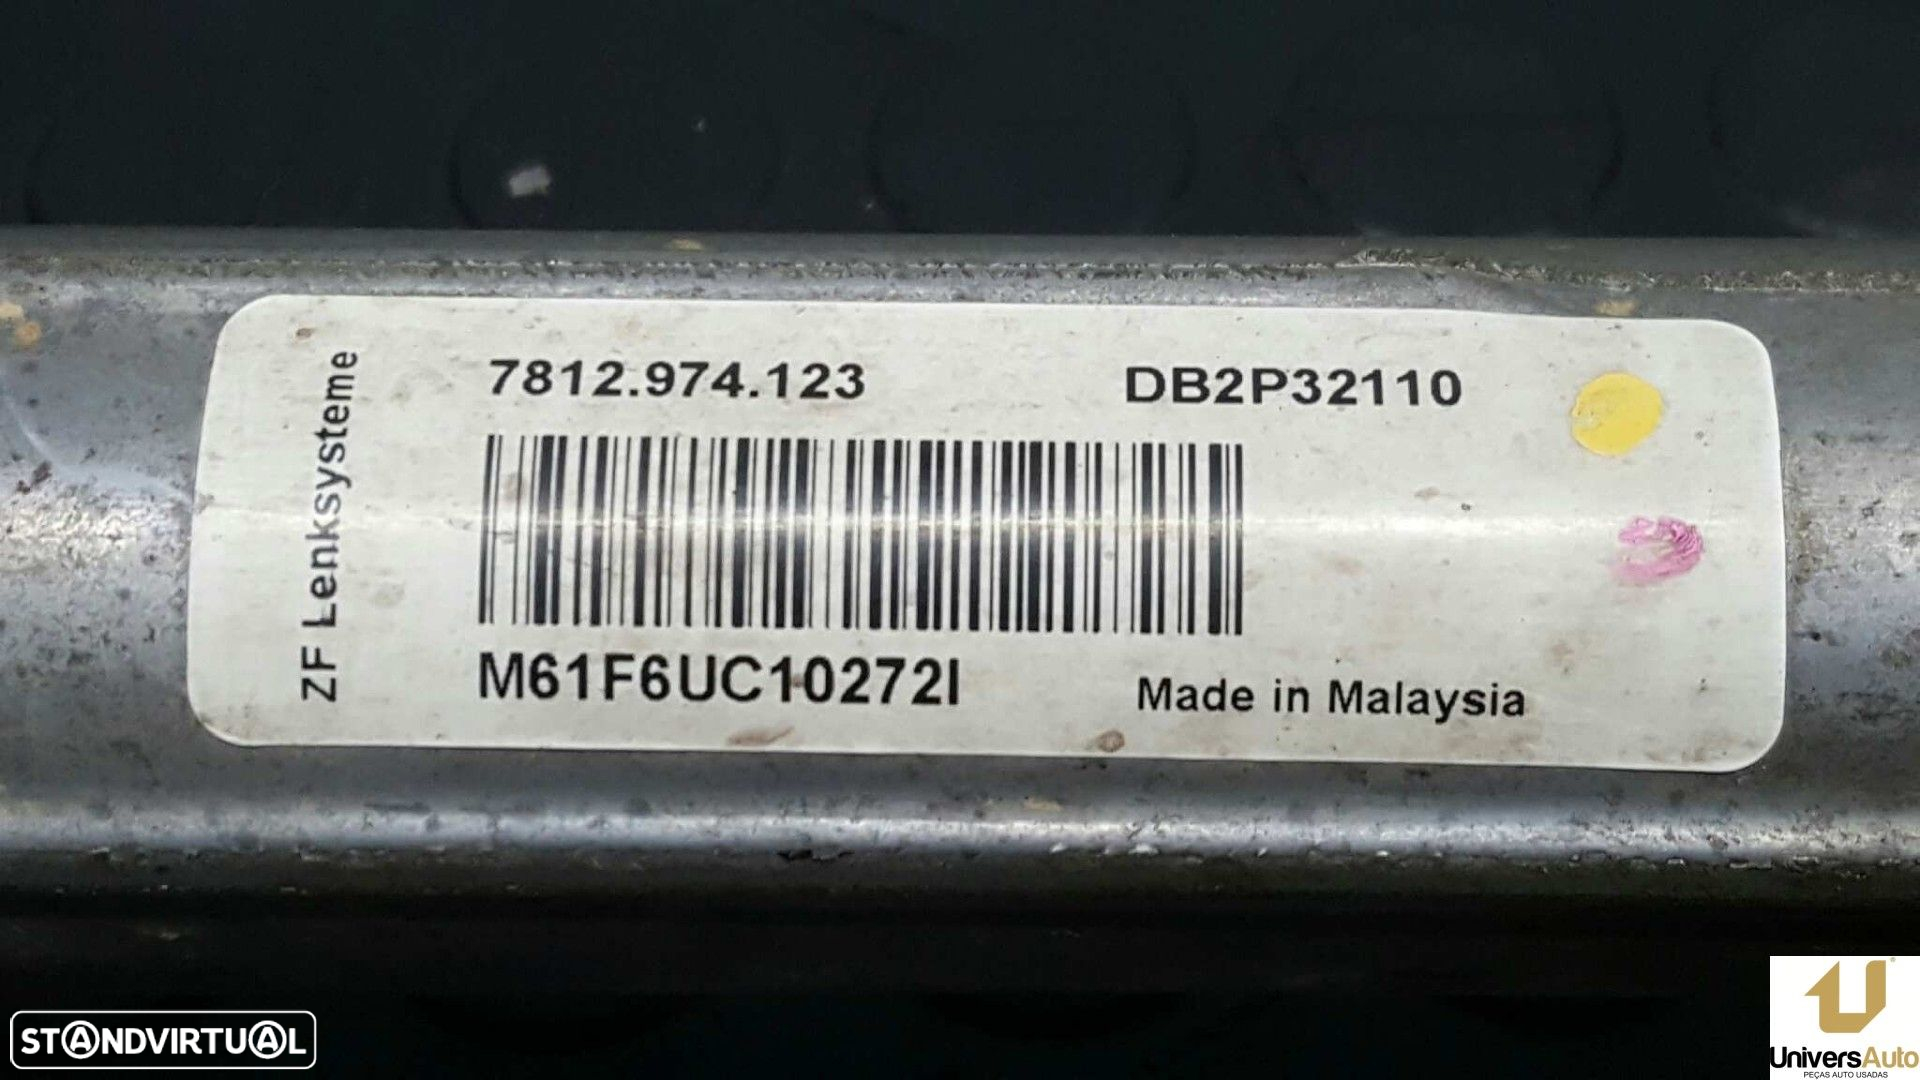 7812.974.123 DB2P32110
ZF Lenksysteme
M61F6UC10272I
Made in Malaysia
STANDVIRTUAL
UniversAuto
PEÇAS AUTO USADAS